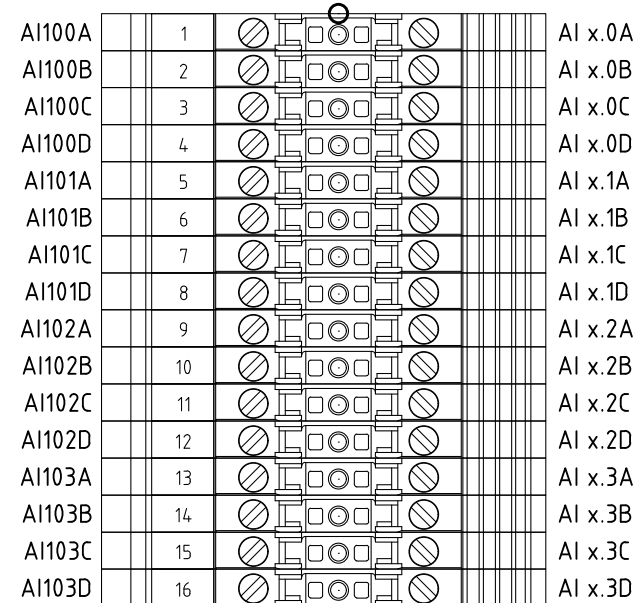 AI100A 1 AI x.0A
AI100B 2 AI x.0B
AI100C 3 AI x.0C
AI100D 4 AI x.0D
AI101A 5 AI x.1A
AI101B 6 AI x.1B
AI101C 7 AI x.1C
AI101D 8 AI x.1D
AI102A 9 AI x.2A
AI102B 10 AI x.2B
AI102C 11 AI x.2C
AI102D 12 AI x.2D
AI103A 13 AI x.3A
AI103B 14 AI x.3B
AI103C 15 AI x.3C
AI103D 16 AI x.3D